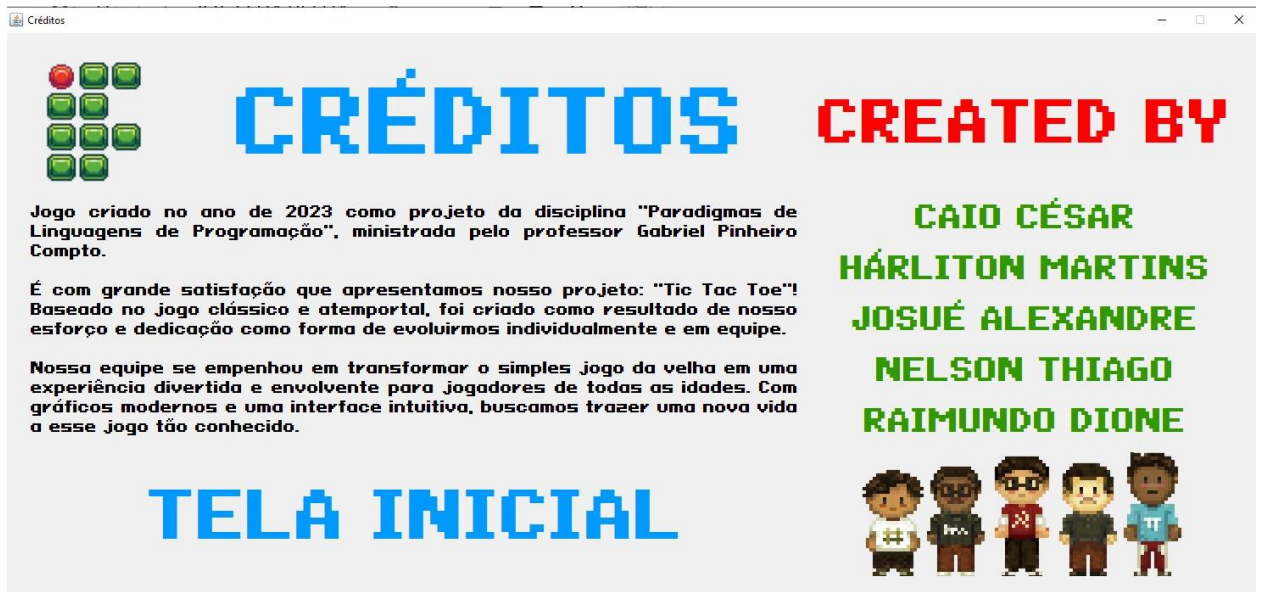 Créditos
CRÉDITOS
Jogo criado no ano de 2023 como projeto da disciplina "Paradigmas de
Linguagens de Programação", ministrada pelo professor Gabriel Pinheiro
Compto.
É com grande satisfação que apresentamos nosso projeto: "Tic Tac Toe"!
Baseado no jogo clássico e atemportal, foi criado como resultado de nosso
esforço e dedicação como forma de evoluirmos individualmente e em equipe.
Nossa equipe se empenhou em transformar o simples jogo da velha em uma
experiência divertida e envolvente para jogadores de todas as idades. Com
gráficos modernos e uma interface intuitiva, buscamos trazer uma nova vida
a esse jogo tão conhecido.
TELA INICIAL
CREATED BY
CAIO CÉSAR
HÁRLITON MARTINS
JOSUÉ ALEXANDRE
NELSON THIAGO
RAIMUNDO DIONE